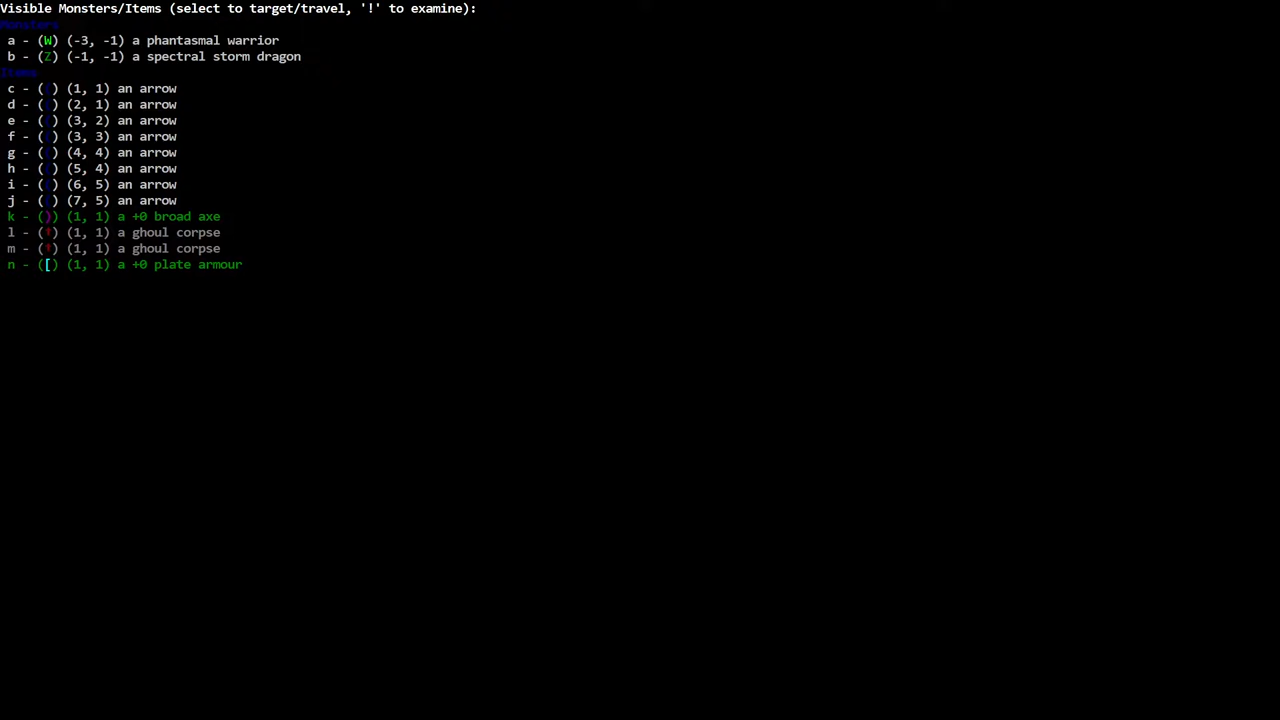 Visible Monsters/Items (select to target/travel, '!' to examine):
Monsters
a - (W) (-3, -1) a phantasmal warrior
b - (Z) (-1, -1) a spectral storm dragon
Items
c - (() (1, 1) an arrow
d - (() (2, 1) an arrow
e - (() (3, 2) an arrow
f - (() (3, 3) an arrow
g - (() (4, 4) an arrow
h - (() (5, 4) an arrow
i - (() (6, 5) an arrow
j - (() (7, 5) an arrow
k - ()) (1, 1) a +0 broad axe
l - (†) (1, 1) a ghoul corpse
m - (†) (1, 1) a ghoul corpse
n - ([) (1, 1) a +0 plate armour